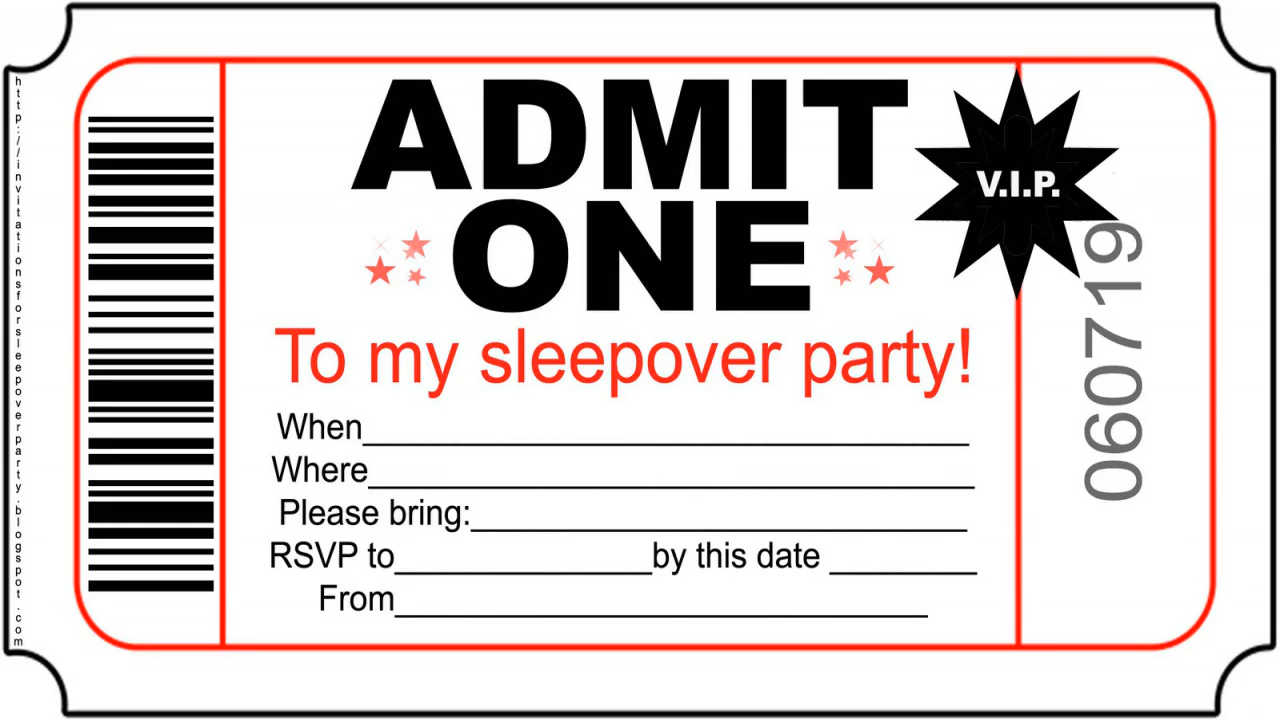 http://invitationsforsleepoverparty.blogspot.com
ADMIT
ONE
V.I.P.
060719
To my sleepover party!
When
Where
Please bring:
RSVP to by this date
From